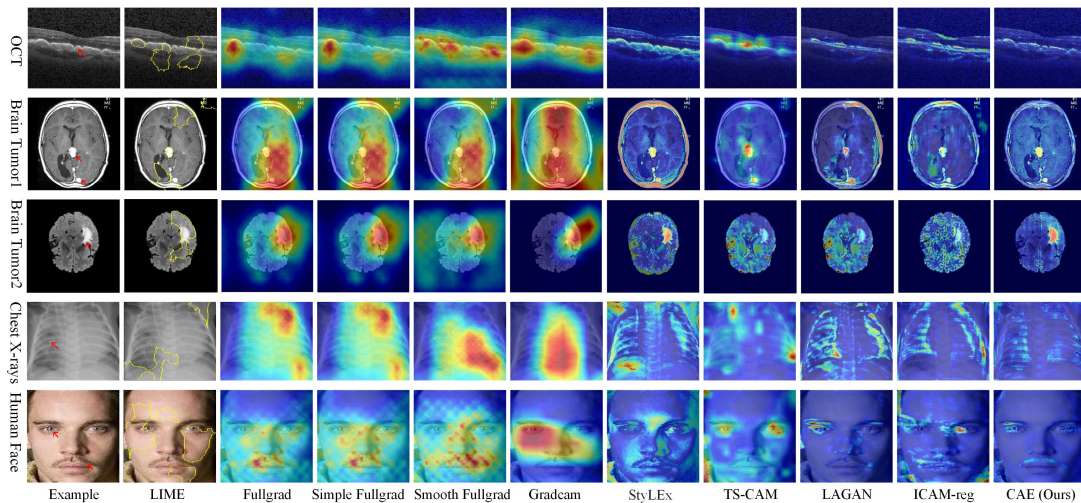 OCT
Brain Tumor1
Brain Tumor2
Chest X-rays
Human Face
Example LIME Fullgrad Simple Fullgrad Smooth Fullgrad Gradcam StyLEx TS-CAM LAGAN ICAM-reg CAE (Ours)